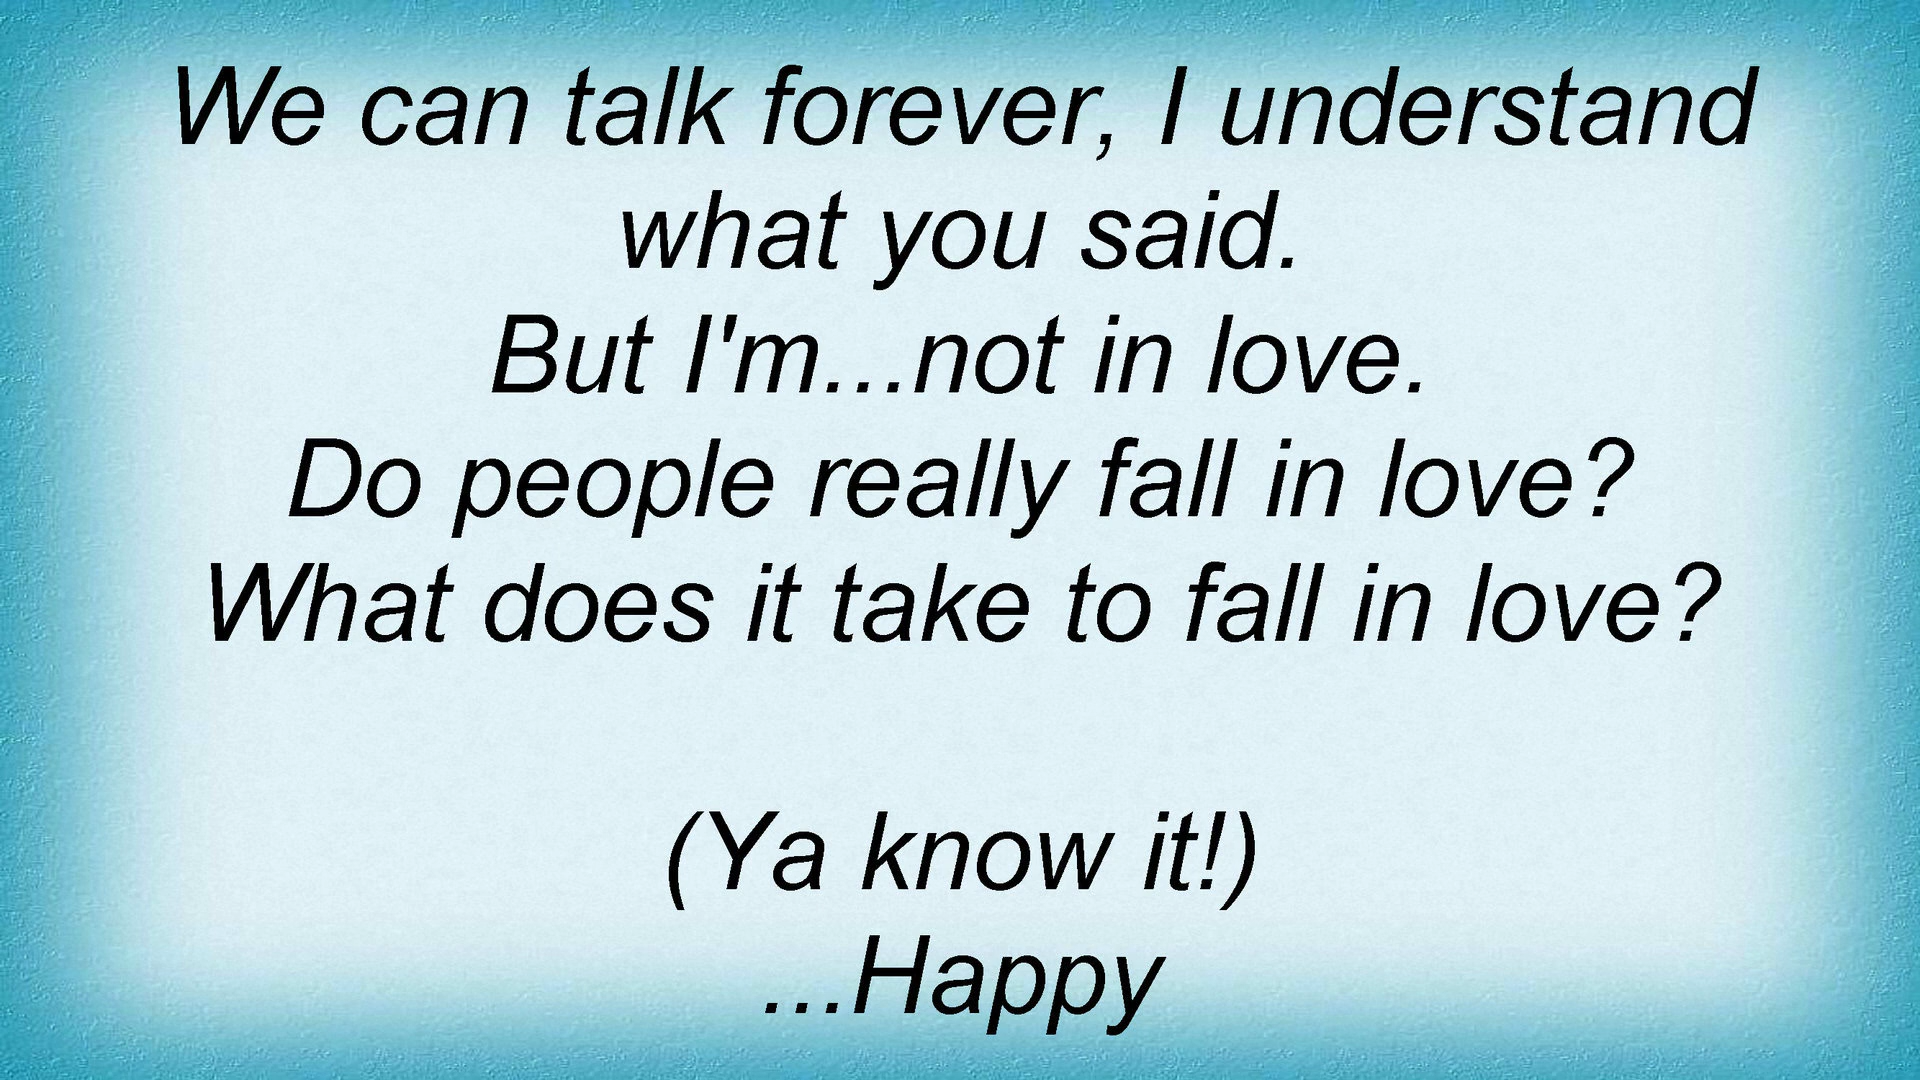 We can talk forever, I understand
what you said.
But I'm...not in love.
Do people really fall in love?
What does it take to fall in love?
(Ya know it!)
...Happy